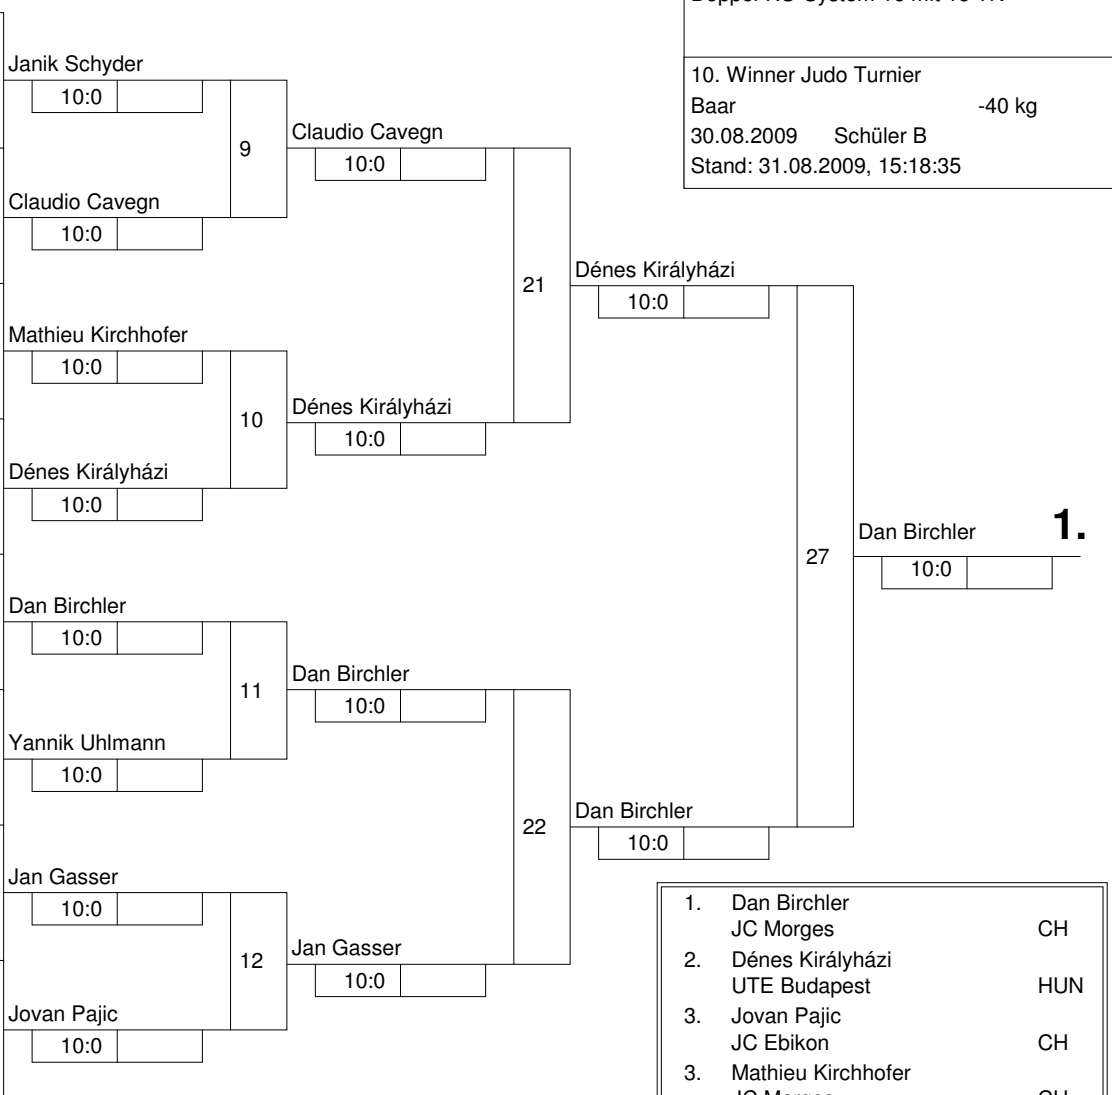 10. Winner Judo Turnier
Baar -40 kg
30.08.2009 Schüler B
Stand: 31.08.2009, 15:18:35
Janik Schyder
10:0
9
Claudio Cavegn
10:0
Claudio Cavegn
10:0
21
Dénes Királyházi
10:0
Mathieu Kirchhofer
10:0
10
Dénes Királyházi
10:0
Dénes Királyházi
10:0
27
Dan Birchler 1.
10:0
Dan Birchler
10:0
11
Dan Birchler
10:0
Yannik Uhlmann
10:0
22
Dan Birchler
10:0
Jan Gasser
10:0
12
Jan Gasser
10:0
Jovan Pajic
10:0
1. Dan Birchler
JC Morges CH
2. Dénes Királyházi
UTE Budapest HUN
3. Jovan Pajic
JC Ebikon CH
3. Mathieu Kirchhofer